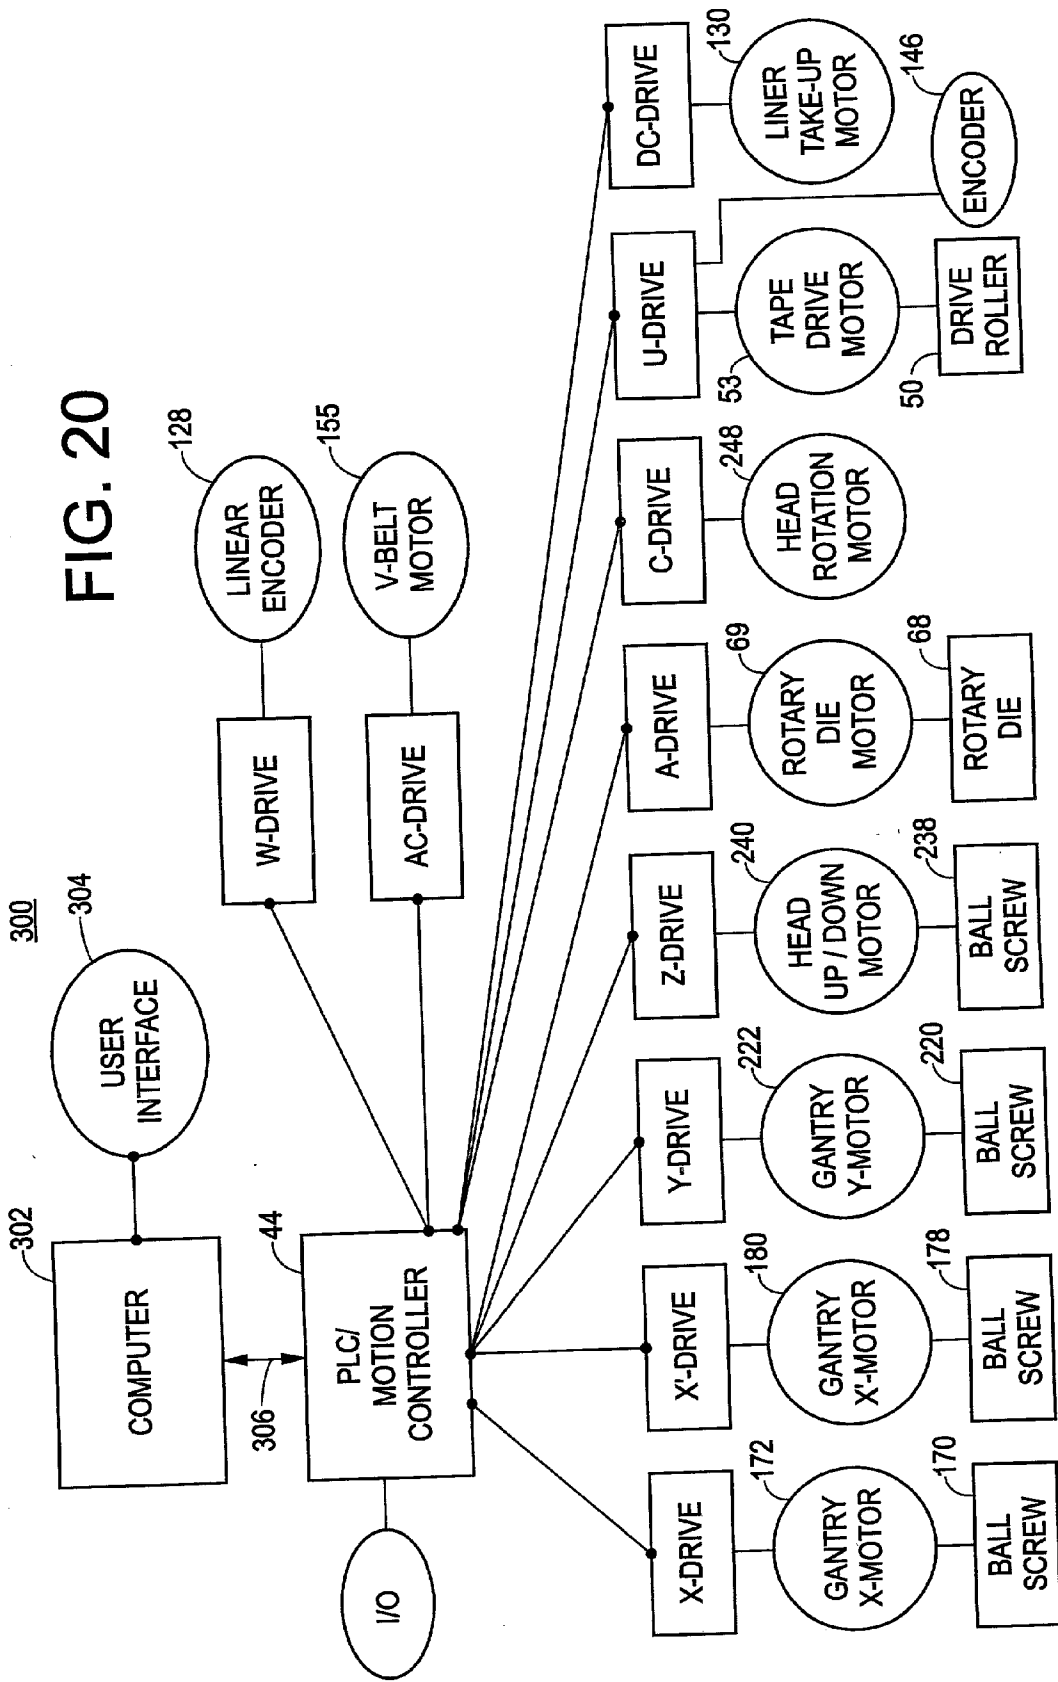 FIG. 20
300
302
COMPUTER
304
USER
INTERFACE
306
44
PLC/
MOTION
CONTROLLER
I/O
W-DRIVE
128
LINEAR
ENCODER
AC-DRIVE
155
V-BELT
MOTOR
X-DRIVE
172
GANTRY
X-MOTOR
170
BALL
SCREW
X'-DRIVE
180
GANTRY
X'-MOTOR
178
BALL
SCREW
Y-DRIVE
222
GANTRY
Y-MOTOR
220
BALL
SCREW
Z-DRIVE
240
HEAD
UP / DOWN
MOTOR
238
BALL
SCREW
A-DRIVE
69
ROTARY
DIE
MOTOR
68
ROTARY
DIE
C-DRIVE
248
HEAD
ROTATION
MOTOR
U-DRIVE
53
TAPE
DRIVE
MOTOR
50
DRIVE
ROLLER
DC-DRIVE
130
LINER
TAKE-UP
MOTOR
146
ENCODER